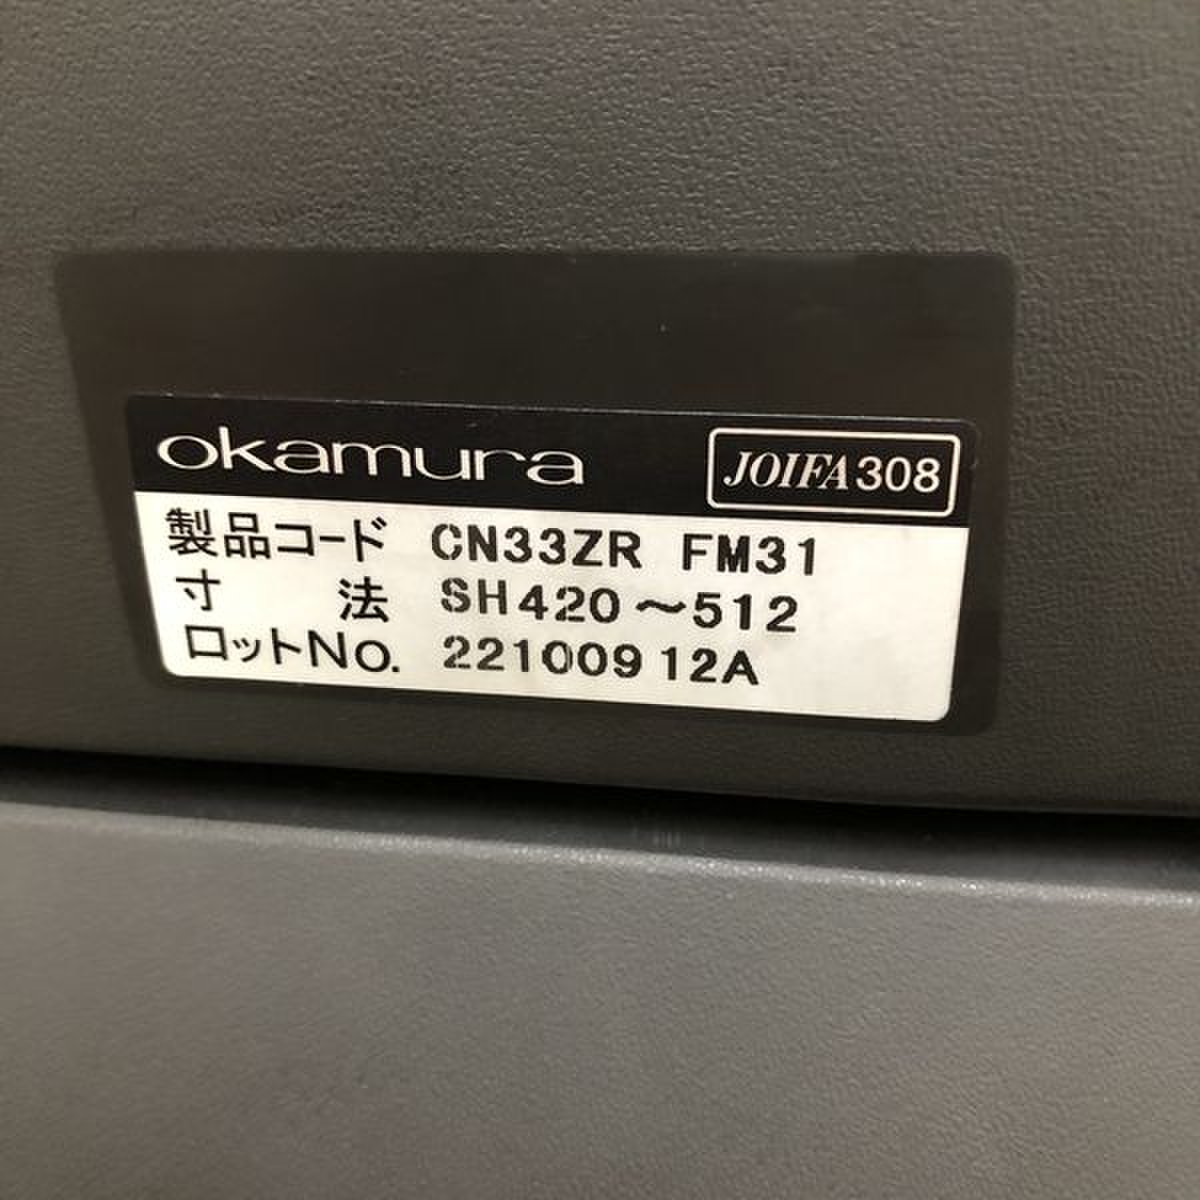 okamura JOIFA308
製品コード CN33ZR FM31
寸法 SH420~512
ロットNo. 22100912A